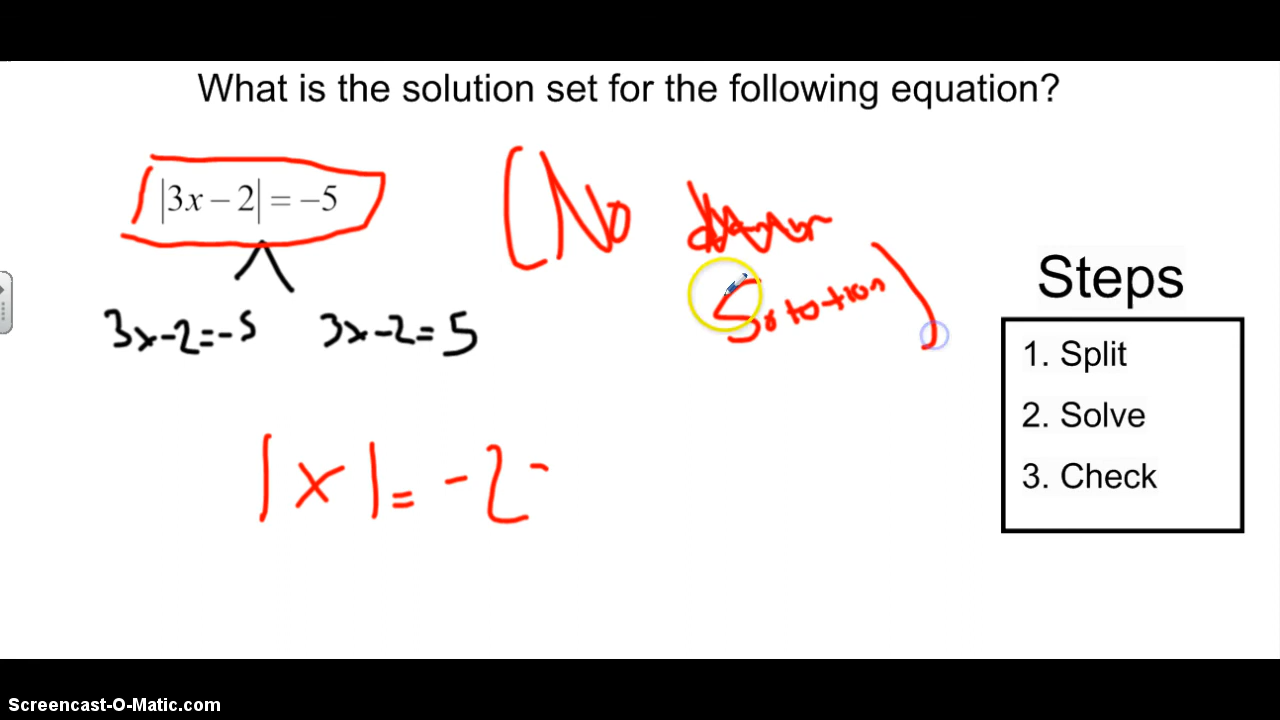 What is the solution set for the following equation?
|3x − 2| = −5
3x-2=-5 3x-2=5
(No
Solution)
|x|= -2
Steps
1. Split
2. Solve
3. Check
Screencast-O-Matic.com